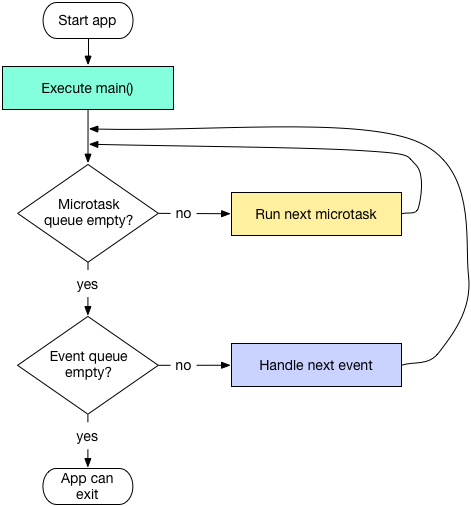 Start app
Execute main()
Microtask
queue empty?
no
Run next microtask
yes
Event queue
empty?
no
Handle next event
yes
App can
exit